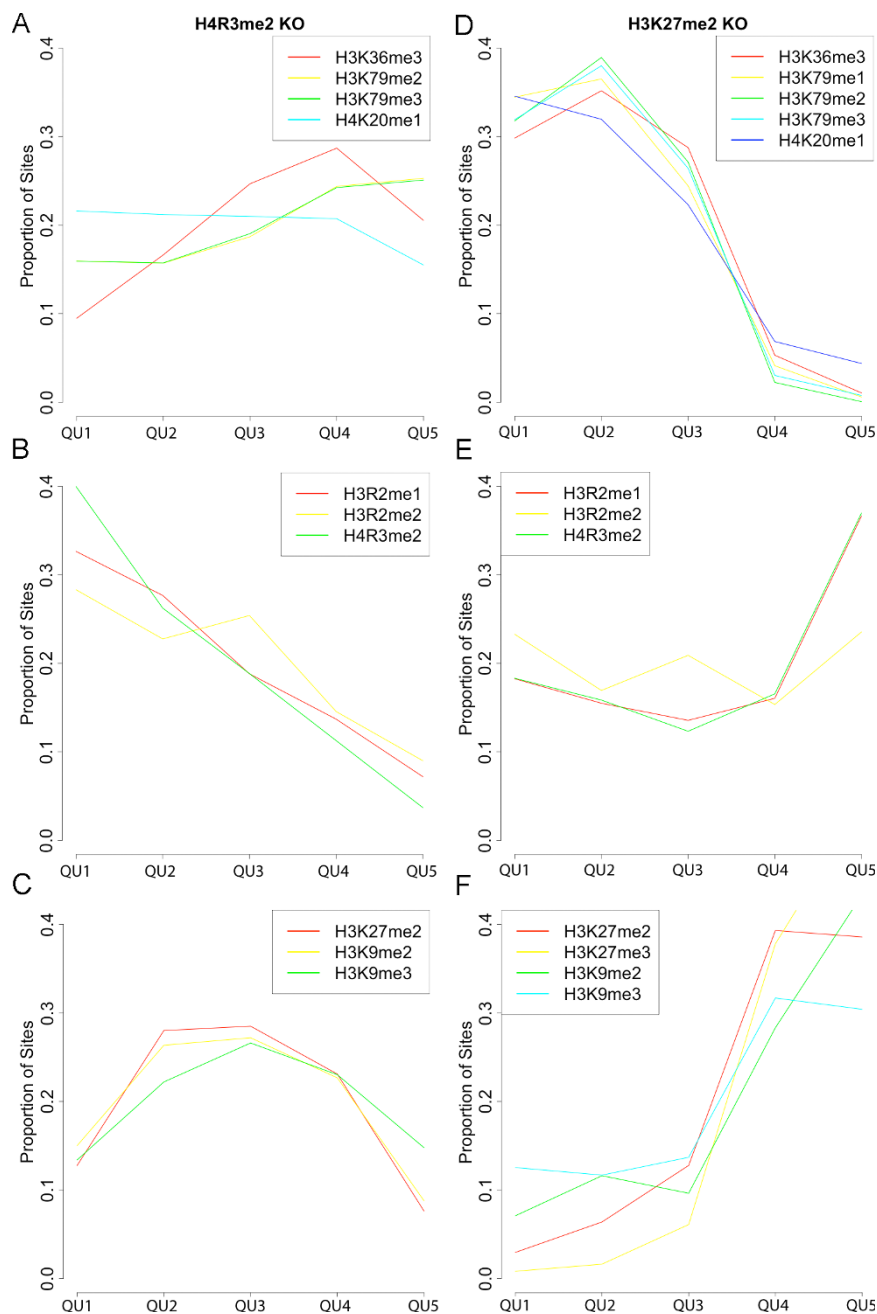 A
H4R3me2 KO
H3K36me3
H3K79me2
H3K79me3
H4K20me1
Proportion of Sites
0.4
0.3
0.2
0.1
0.0
QU1 QU2 QU3 QU4 QU5
B
H3R2me1
H3R2me2
H4R3me2
Proportion of Sites
0.4
0.3
0.2
0.1
0.0
QU1 QU2 QU3 QU4 QU5
C
H3K27me2
H3K9me2
H3K9me3
Proportion of Sites
0.4
0.3
0.2
0.1
0.0
QU1 QU2 QU3 QU4 QU5
D
H3K27me2 KO
H3K36me3
H3K79me1
H3K79me2
H3K79me3
H4K20me1
Proportion of Sites
0.4
0.3
0.2
0.1
0.0
QU1 QU2 QU3 QU4 QU5
E
H3R2me1
H3R2me2
H4R3me2
Proportion of Sites
0.4
0.3
0.2
0.1
0.0
QU1 QU2 QU3 QU4 QU5
F
H3K27me2
H3K27me3
H3K9me2
H3K9me3
Proportion of Sites
0.4
0.3
0.2
0.1
0.0
QU1 QU2 QU3 QU4 QU5